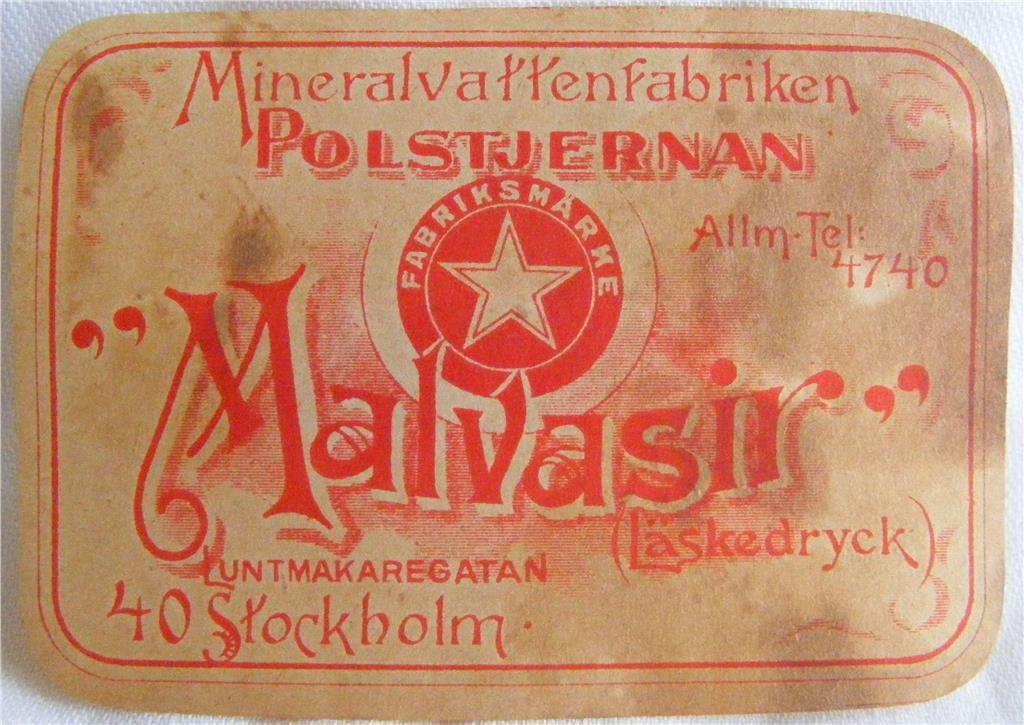 Mineralvattenfabriken
POLSTJERNAN
FABRIKSMÄRKE
Allm. Tel:
4740
”Malvasir”
(Läskedryck)
LUNTMAKAREGATAN
40 Stockholm.